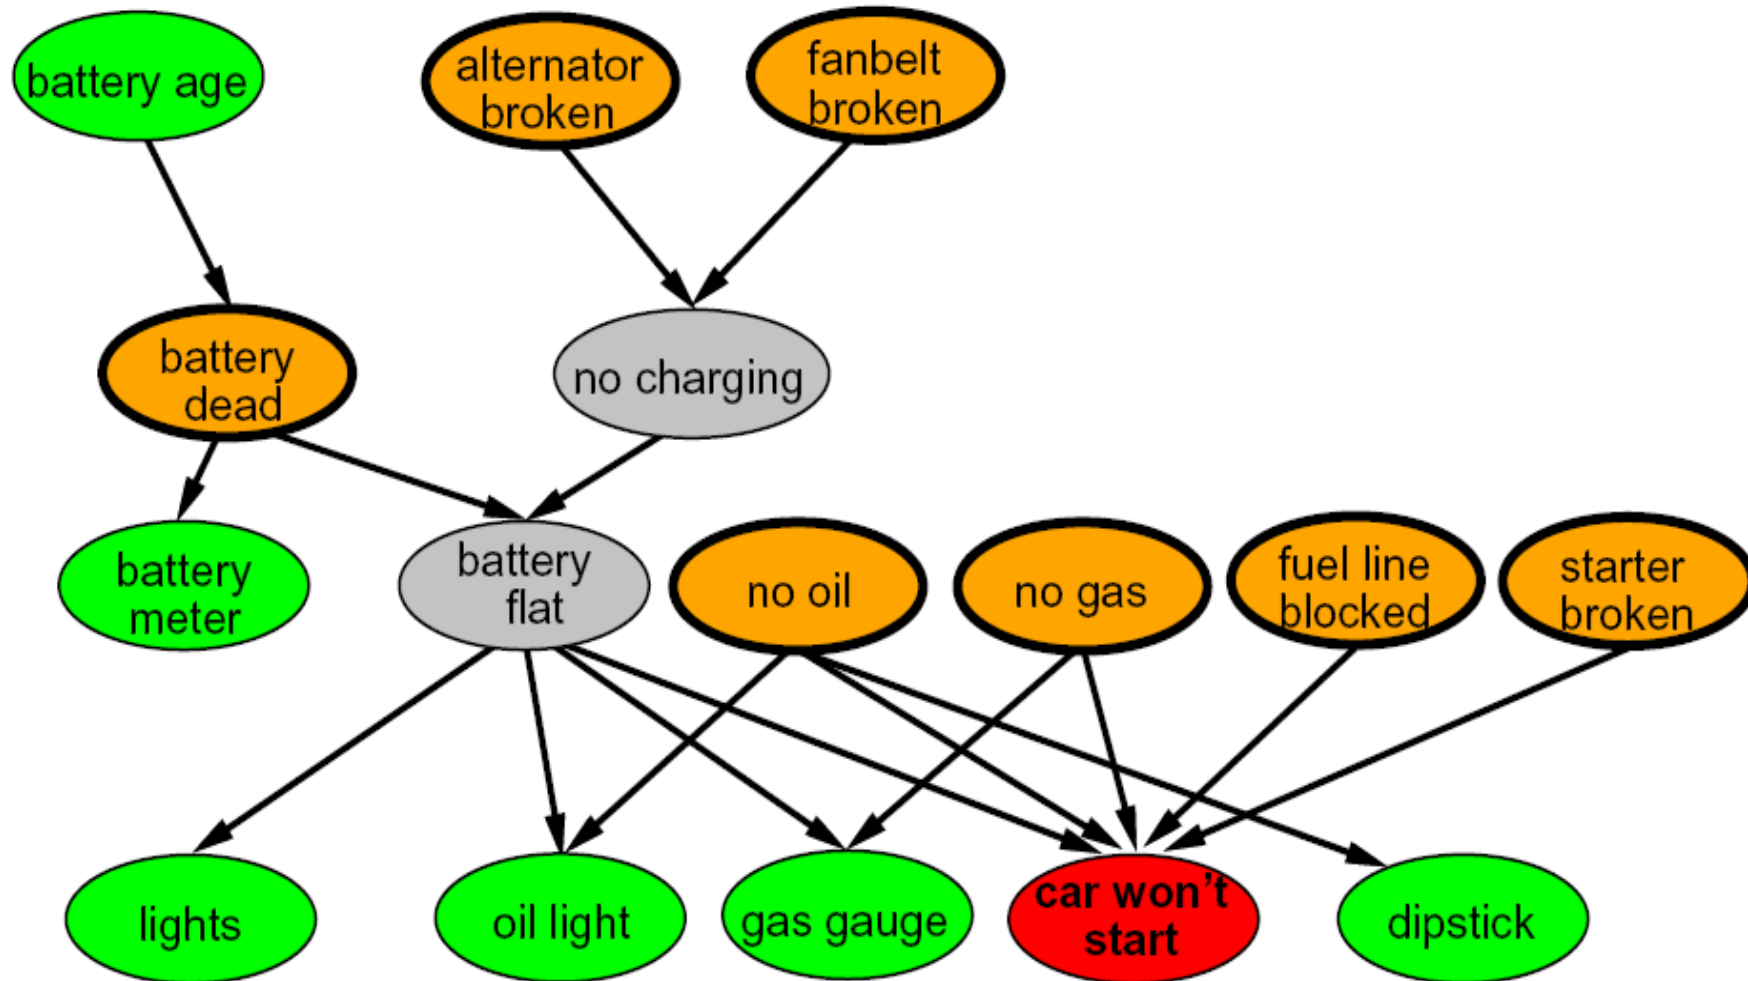 battery age
alternator
broken
fanbelt
broken
battery
dead
no charging
battery
meter
battery
flat
no oil
no gas
fuel line
blocked
starter
broken
lights
oil light
gas gauge
car won't
start
dipstick